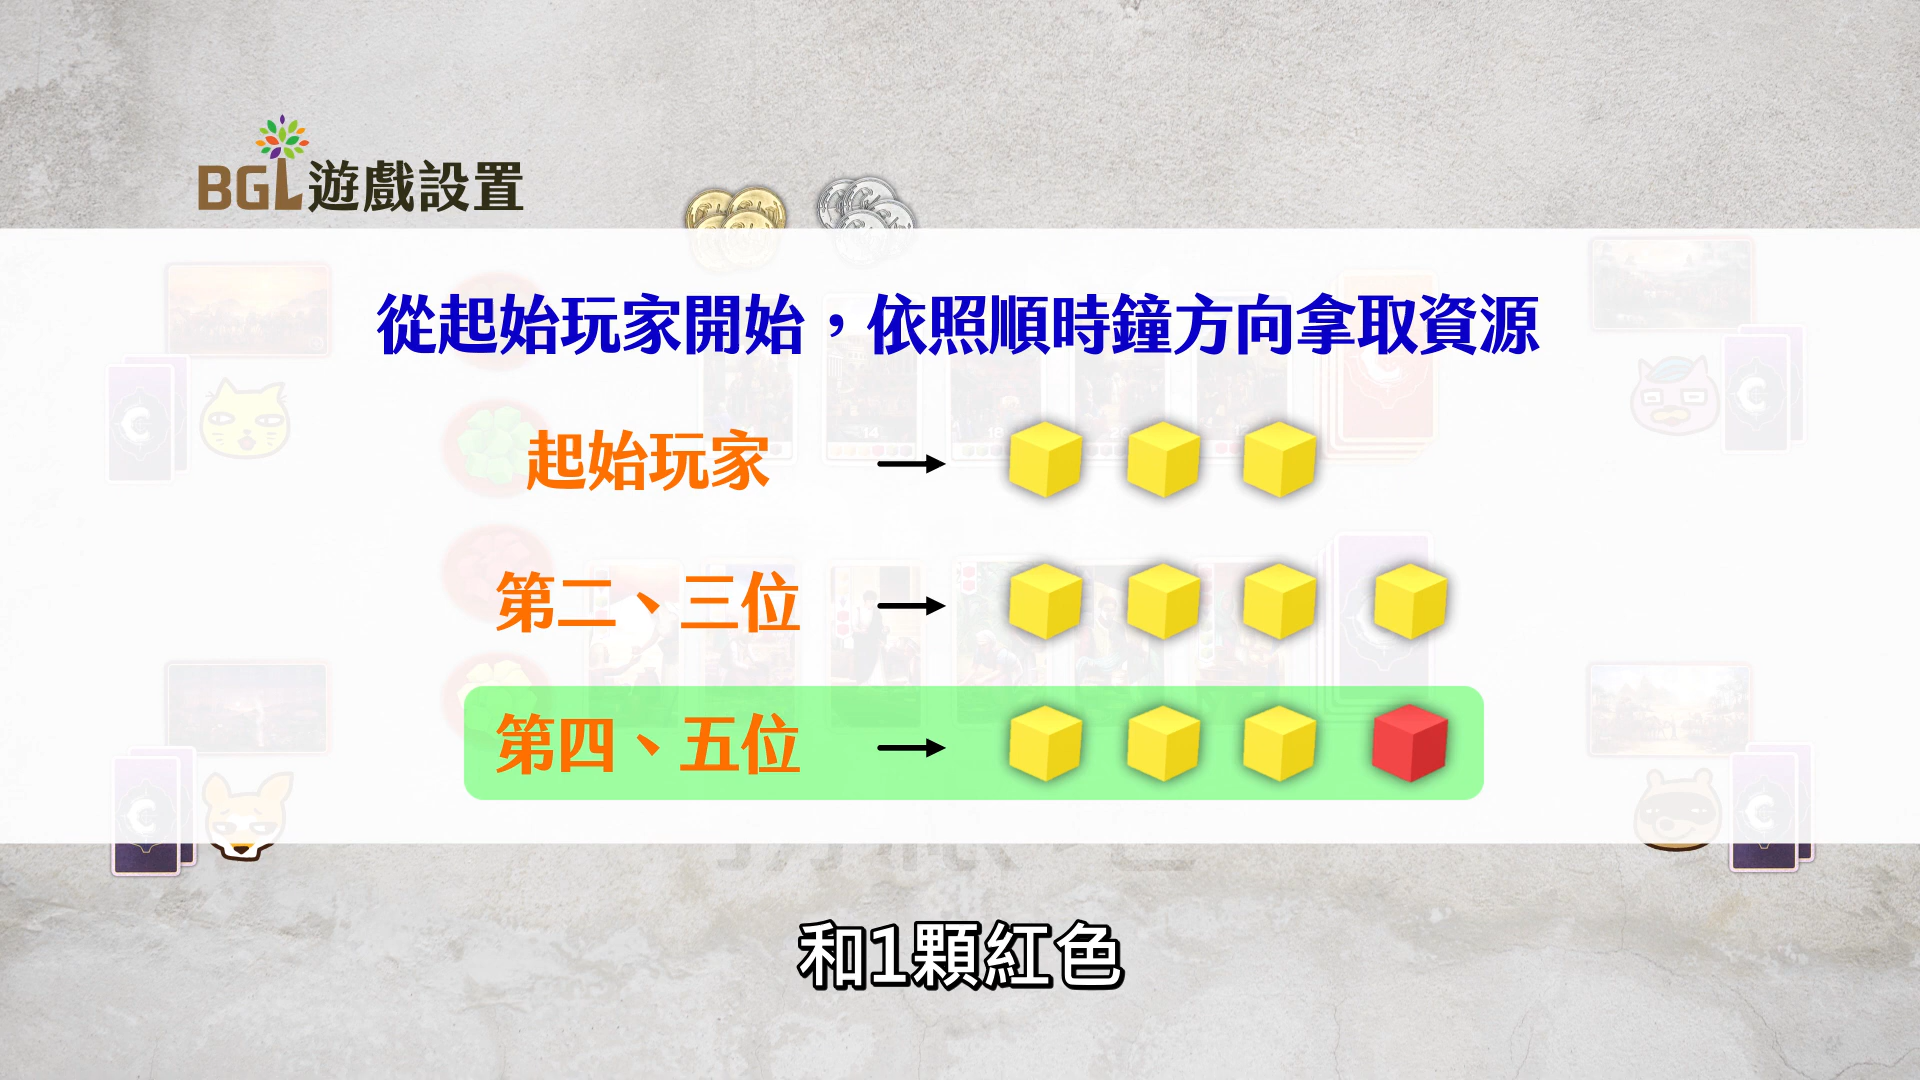 BGL遊戲設置
從起始玩家開始，依照順時鐘方向拿取資源
起始玩家
第二、三位
第四、五位
和1顆紅色